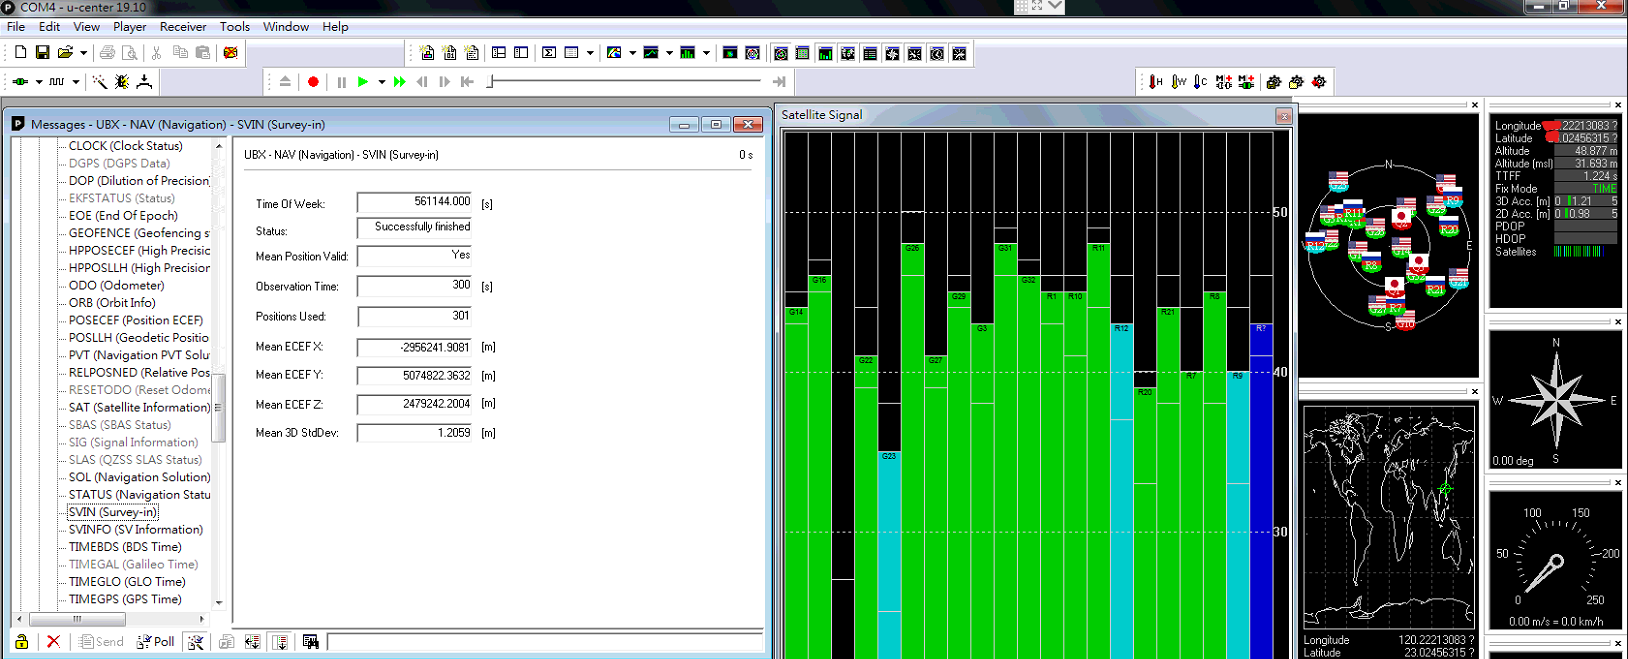 COM4 - u-center 19.10
File Edit View Player Receiver Tools Window Help
Messages - UBX - NAV (Navigation) - SVIN (Survey-in)
CLOCK (Clock Status)
DGPS (DGPS Data)
DOP (Dilution of Precision)
EKFSTATUS (Status)
EOE (End Of Epoch)
GEOFENCE (Geofencing s
HPPOSECEF (High Precisic
HPPOSLLH (High Precision
ODO (Odometer)
ORB (Orbit Info)
POSECEF (Position ECEF)
POSLLH (Geodetic Positio
PVT (Navigation PVT Solu
RELPOSNED (Relative Pos
RESETODO (Reset Odome
SAT (Satellite Information)
SBAS (SBAS Status)
SIG (Signal Information)
SLAS (QZSS SLAS Status)
SOL (Navigation Solution)
STATUS (Navigation Statu
SVIN (Survey-in)
SVINFO (SV Information)
TIMEBDS (BDS Time)
TIMEGAL (Galileo Time)
TIMEGLO (GLO Time)
TIMEGPS (GPS Time)
Send Poll
UBX - NAV (Navigation) - SVIN (Survey-in) 0 s
Time Of Week: 561144.000 [s]
Status: Successfully finished
Mean Position Valid: Yes
Observation Time: 300 [s]
Positions Used: 301
Mean ECEF X: -2956241.9081 [m]
Mean ECEF Y: 5074822.3632 [m]
Mean ECEF Z: 2479242.2004 [m]
Mean 3D StdDev: 1.2059 [m]
Satellite Signal
50
40
30
G14 G16 G22 G23 G26 G27 G29 G3 G31 G32 R1 R10 R11 R12 R20 R21 R7 R8 R9 R?
N
E
S
Longitude .22213083 ?
Latitude .02456315 ?
Altitude 48.877 m
Altitude (msl) 31.693 m
TTFF 1.224 s
Fix Mode TIME
3D Acc. [m] 0 1.21 5
2D Acc. [m] 0 0.98 5
PDOP
HDOP
Satellites
N
W E
S
0.00 deg
Longitude 120.22213083 ?
Latitude 23.02456315 ?
0 50 100 150 200 250
0.00 m/s = 0.0 km/h